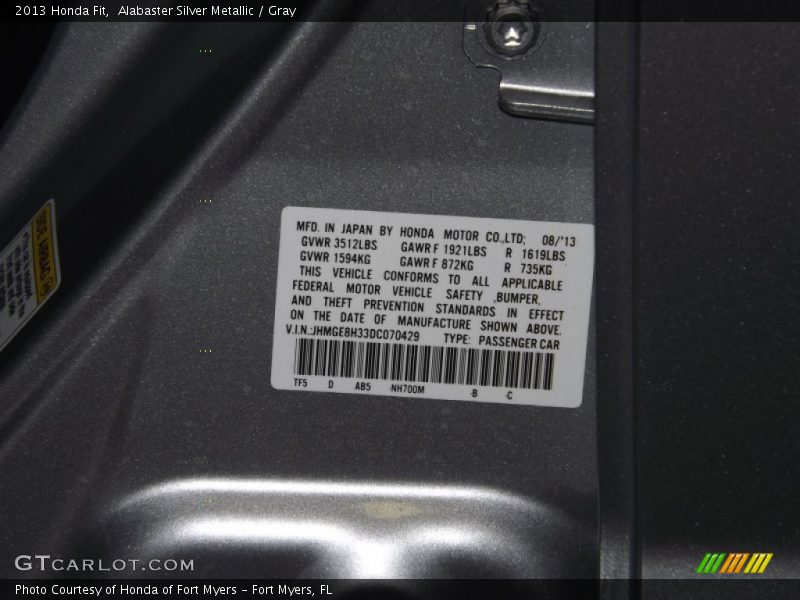 2013 Honda Fit,  Alabaster Silver Metallic / Gray
MFD. IN JAPAN BY HONDA MOTOR CO.,LTD; 08/'13
GVWR 3512LBS GAWR F 1921LBS R 1619LBS
GVWR 1594KG GAWR F 872KG R 735KG
THIS VEHICLE CONFORMS TO ALL APPLICABLE
FEDERAL MOTOR VEHICLE SAFETY ,BUMPER,
AND THEFT PREVENTION STANDARDS IN EFFECT
ON THE DATE OF MANUFACTURE SHOWN ABOVE.
V.I.N.:JHMGE8H33DC070429 TYPE: PASSENGER CAR
TF5 D AB5 -NH700M -B -C
SIDE AIRBAG
GTCARLOT.COM
Photo Courtesy of Honda of Fort Myers – Fort Myers, FL